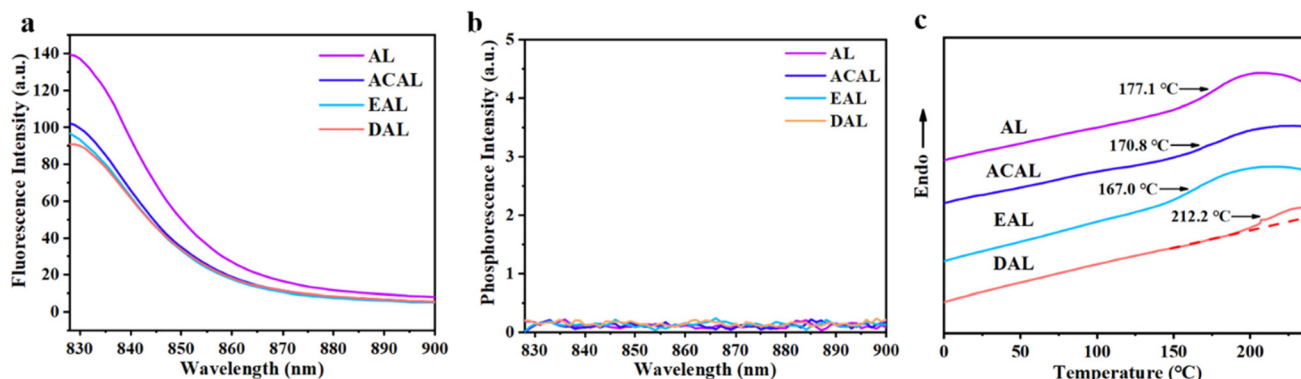 a
Fluorescence Intensity (a.u.)
140
120
100
80
60
40
20
0
AL
ACAL
EAL
DAL
830 840 850 860 870 880 890 900
Wavelength (nm)
b
Phosphorescence Intensity (a.u.)
5
4
3
2
1
0
AL
ACAL
EAL
DAL
830 840 850 860 870 880 890 900
Wavelength (nm)
c
Endo
177.1 ℃
AL
170.8 ℃
ACAL
167.0 ℃
EAL
212.2 ℃
DAL
0 50 100 150 200
Temperature (℃)